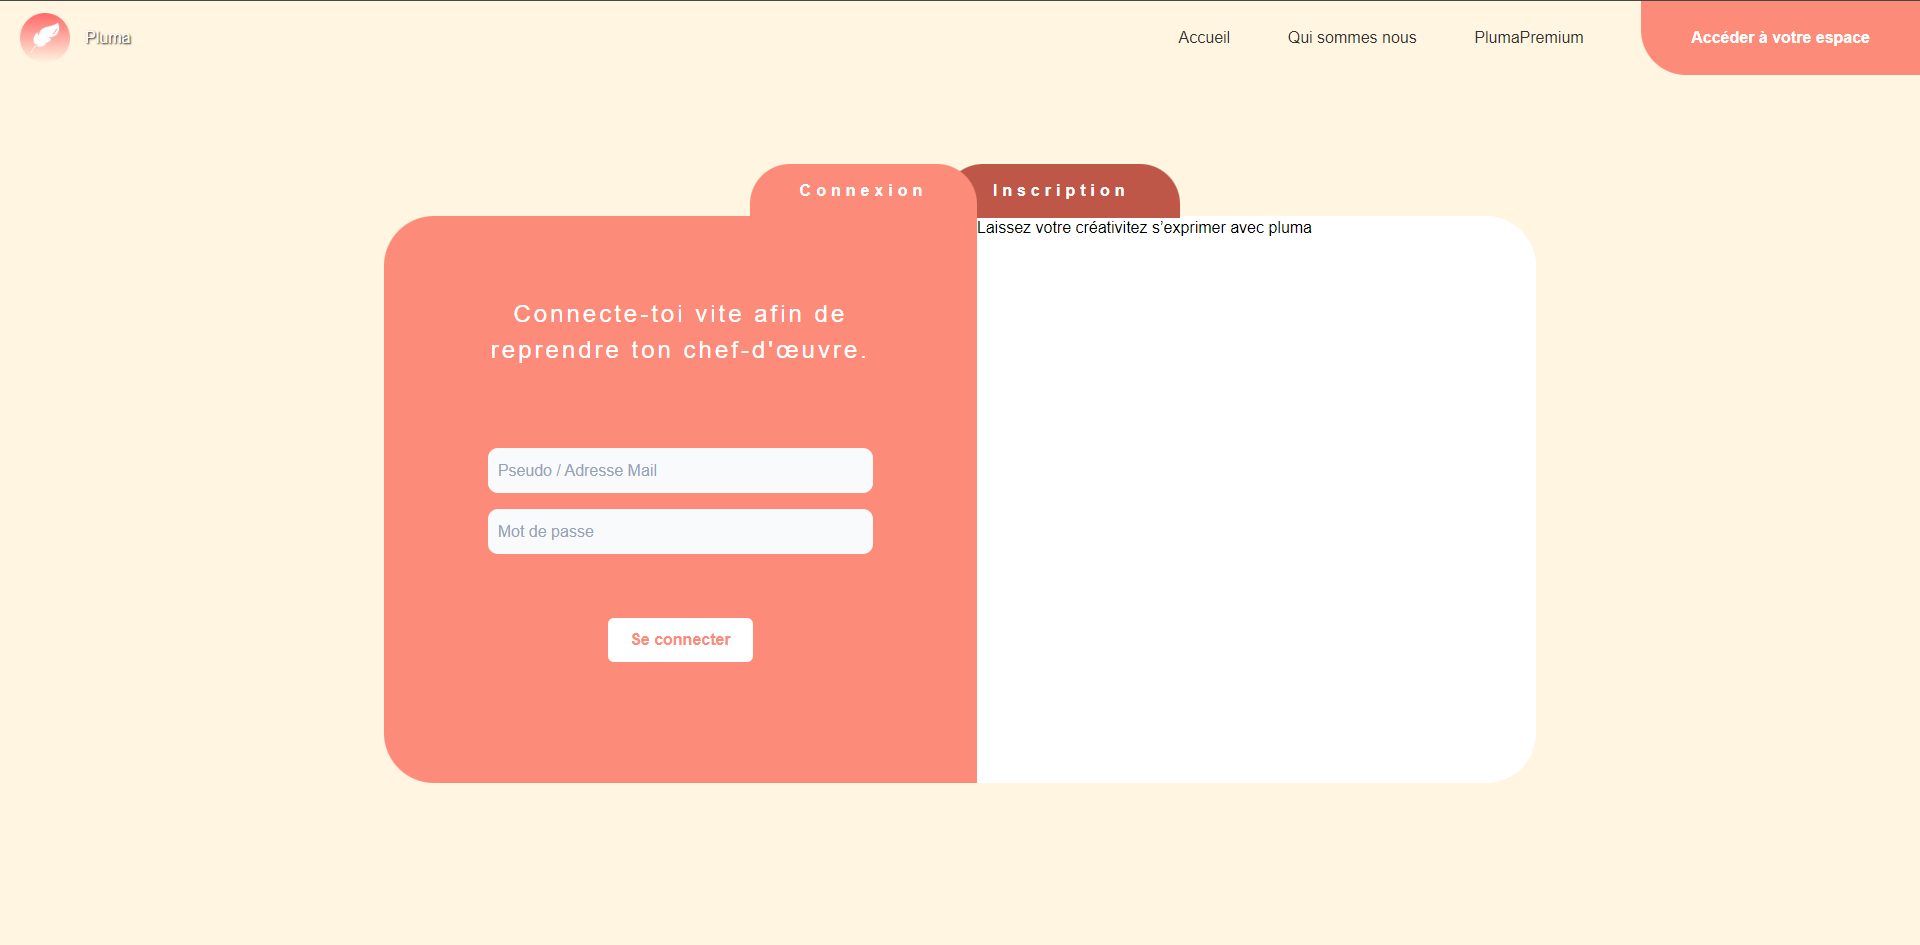 Pluma
Accueil
Qui sommes nous
PlumaPremium
Accéder à votre espace
Connexion
Inscription
Laissez votre créativitez s'exprimer avec pluma
Connecte-toi vite afin de
reprendre ton chef-d'œuvre.
Pseudo / Adresse Mail
Mot de passe
Se connecter